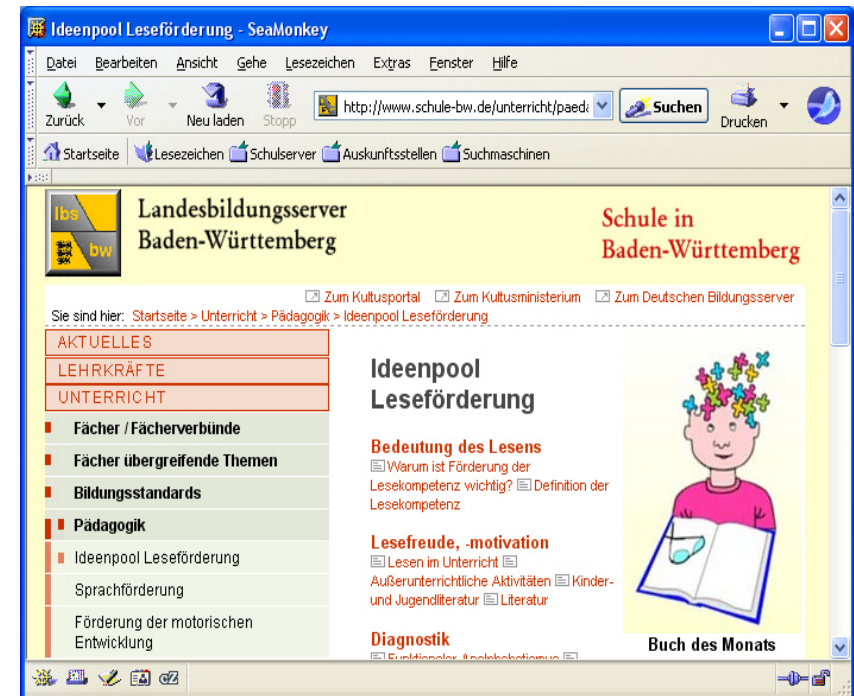 Ideenpool Leseförderung - SeaMonkey
Datei Bearbeiten Ansicht Gehe Lesezeichen Extras Fenster Hilfe
Zurück Vor Neu laden Stopp http://www.schule-bw.de/unterricht/paed Suchen Drucken
Startseite Lesezeichen Schulserver Auskunftsstellen Suchmaschinen
lbs bw
Landesbildungsserver
Baden-Württemberg
Schule in
Baden-Württemberg
Zum Kultusportal Zum Kultusministerium Zum Deutschen Bildungsserver
Sie sind hier: Startseite > Unterricht > Pädagogik > Ideenpool Leseförderung
AKTUELLES
LEHRKRÄFTE
UNTERRICHT
Fächer / Fächerverbünde
Fächer übergreifende Themen
Bildungsstandards
Pädagogik
Ideenpool Leseförderung
Sprachförderung
Förderung der motorischen
Entwicklung
Ideenpool
Leseförderung
Bedeutung des Lesens
Warum ist Förderung der
Lesekompetenz wichtig? Definition der
Lesekompetenz
Lesefreude, -motivation
Lesen im Unterricht
Außerunterrichtliche Aktivitäten Kinder-
und Jugendliteratur Literatur
Diagnostik
Funktionaler Analphabetismus
Buch des Monats